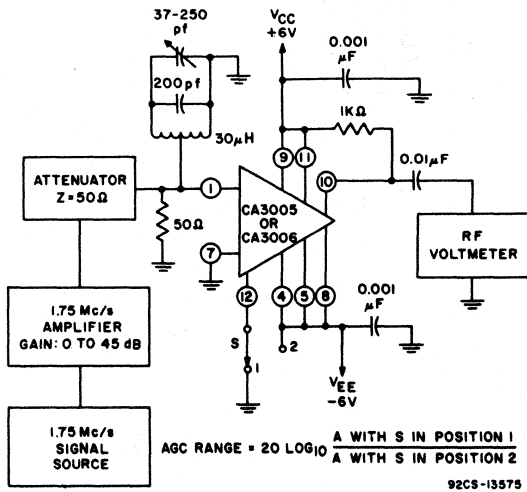 37-250
pf
200pf
30μH
VCC
+6V
0.001
μF
1KΩ
0.01μF
ATTENUATOR
Z=50Ω
50Ω
1
7
9
11
10
CA3005
OR
CA3006
12
4
5
8
RF
VOLTMETER
1.75 Mc/s
AMPLIFIER
GAIN: 0 TO 45 dB
S
1
2
0.001
μF
VEE
-6V
1.75 Mc/s
SIGNAL
SOURCE
AGC RANGE = 20 LOG10 A WITH S IN POSITION 1
A WITH S IN POSITION 2
92CS-13575